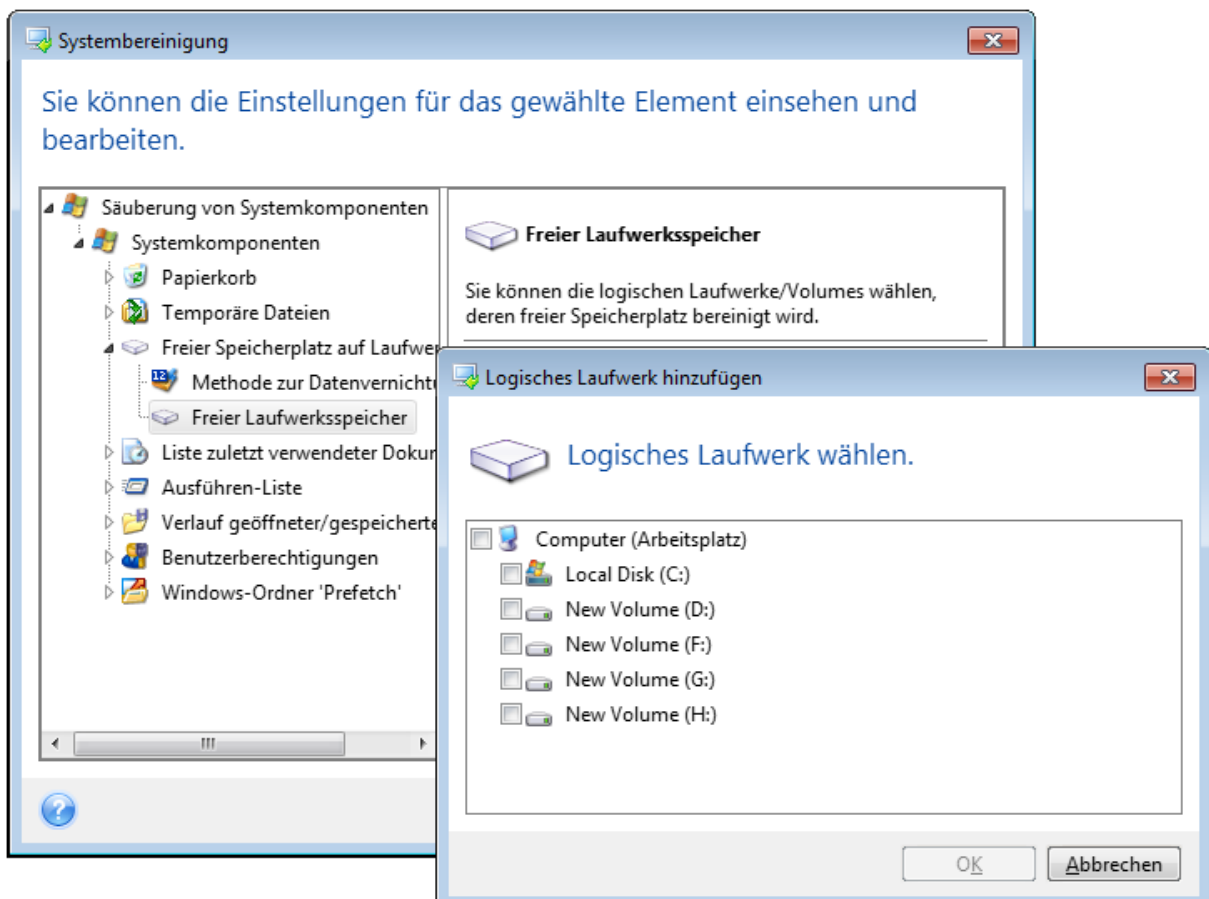 Systembereinigung
Sie können die Einstellungen für das gewählte Element einsehen und
bearbeiten.
Säuberung von Systemkomponenten
Systemkomponenten
Papierkorb
Temporäre Dateien
Freier Speicherplatz auf Laufwer
Methode zur Datenvernicht
Freier Laufwerksspeicher
Liste zuletzt verwendeter Dokur
Ausführen-Liste
Verlauf geöffneter/gespeicherte
Benutzerberechtigungen
Windows-Ordner 'Prefetch'
Freier Laufwerksspeicher
Sie können die logischen Laufwerke/Volumes wählen,
deren freier Speicherplatz bereinigt wird.
Logisches Laufwerk hinzufügen
Logisches Laufwerk wählen.
Computer (Arbeitsplatz)
Local Disk (C:)
New Volume (D:)
New Volume (F:)
New Volume (G:)
New Volume (H:)
OK
Abbrechen